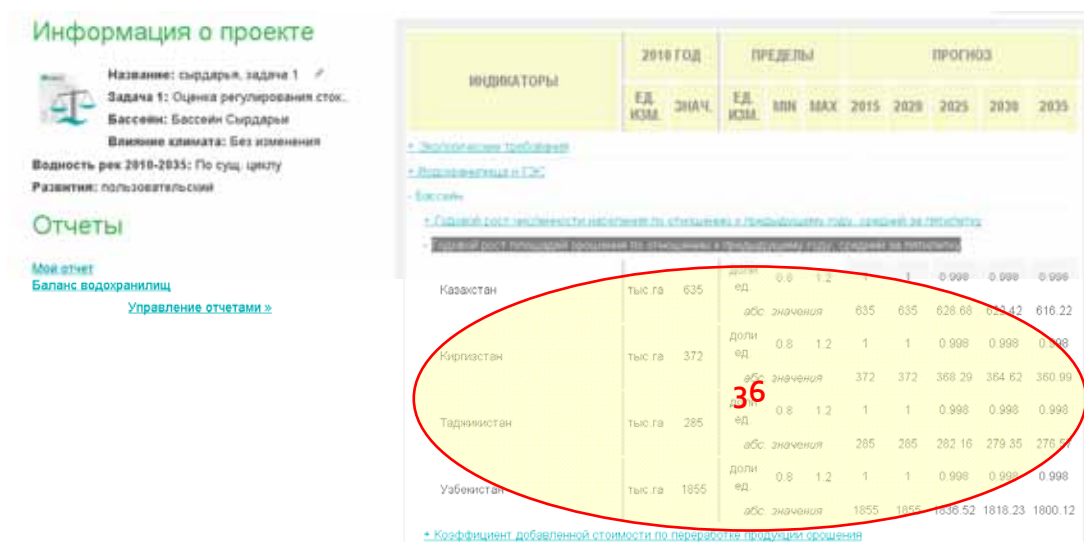 Информация о проекте
Название: сырдарья, задача 1
Задача 1: Оценка регулирования сток..
Бассейн: Бассейн Сырдарьи
Влияние климата: Без изменения
Водность рек 2010-2035: По сущ. циклу
Развития: пользовательский
Отчеты
Мой отчет
Баланс водохранилищ
Управление отчетами »
ИНДИКАТОРЫ 2010 ГОД ПРЕДЕЛЫ ПРОГНОЗ
ЕД. ИЗМ. ЗНАЧ. ЕД. ИЗМ. MIN MAX 2015 2020 2025 2030 2035
+ Экологические требования
+ Водохранилища и ГЭС
- Бассейн
+ Годовой рост численности населения по отношению к предыдущему году, средний за пятилетку
- Годовой рост площадей орошения по отношению к предыдущему году, средний за пятилетку
Казахстан тыс.га 635 доли ед. 0.8 1.2 1 1 0.998 0.998 0.998
абс. значения 635 635 628.68 622.42 616.22
Киргизстан тыс.га 372 доли ед. 0.8 1.2 1 1 0.998 0.998 0.998
абс. значения 372 372 368.29 364.62 360.99
36
Таджикистан тыс.га 285 доли ед. 0.8 1.2 1 1 0.998 0.998 0.998
абс. значения 285 285 282.16 279.35 276.57
Узбекистан тыс.га 1855 доли ед. 0.8 1.2 1 1 0.998 0.998 0.998
абс. значения 1855 1855 1836.52 1818.23 1800.12
+ Коэффициент добавленной стоимости по переработке продукции орошения